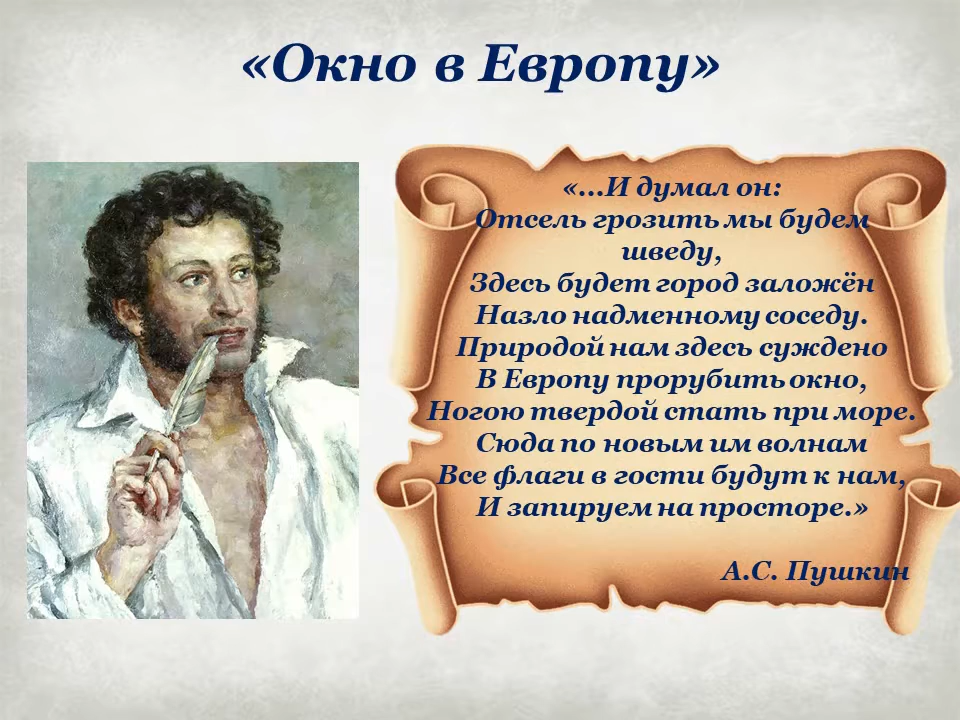 «Окно в Европу»
«...И думал он:
Отсель грозить мы будем
шведу,
Здесь будет город заложён
Назло надменному соседу.
Природой нам здесь суждено
В Европу прорубить окно,
Ногою твердой стать при море.
Сюда по новым им волнам
Все флаги в гости будут к нам,
И запируем на просторе.»
А.С. Пушкин